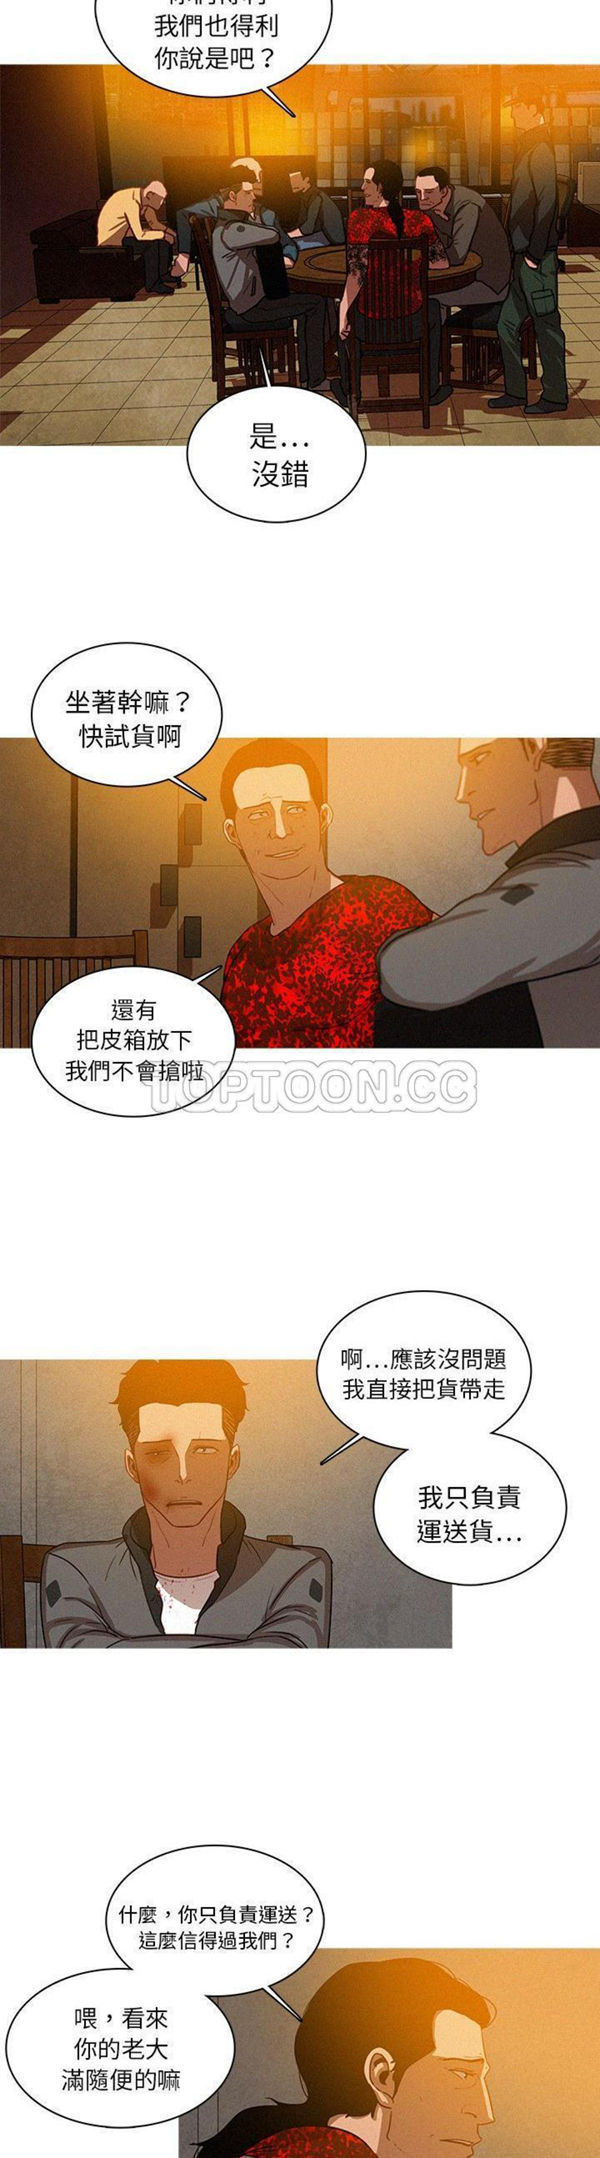 我們也得利
你說是吧？
是...
沒錯
坐著幹嘛？
快試貨啊
還有
把皮箱放下
我們不會搶啦
TOPTOON.CC
啊...應該沒問題
我直接把貨帶走
我只負責
運送貨...
什麼，你只負責運送？
這麼信得過我們？
喂，看來
你的老大
滿隨便的嘛